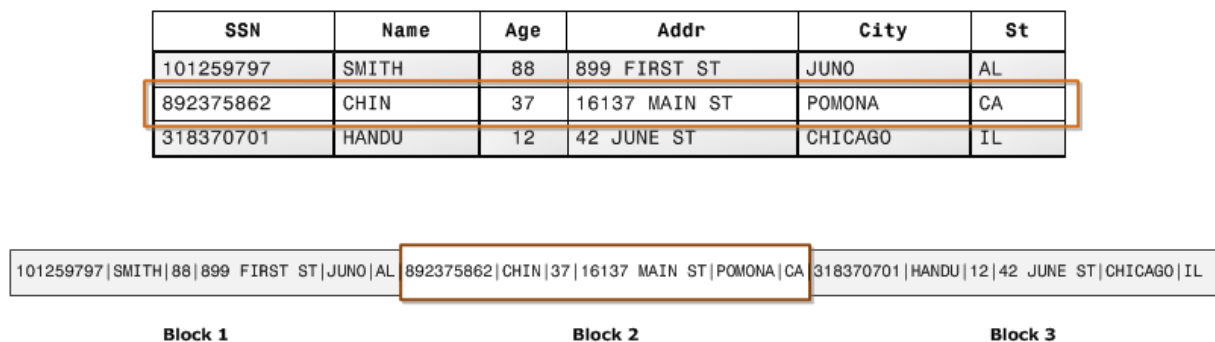 SSN Name Age Addr City St
101259797 SMITH 88 899 FIRST ST JUNO AL
892375862 CHIN 37 16137 MAIN ST POMONA CA
318370701 HANDU 12 42 JUNE ST CHICAGO IL
101259797|SMITH|88|899 FIRST ST|JUNO|AL 892375862|CHIN|37|16137 MAIN ST|POMONA|CA 318370701|HANDU|12|42 JUNE ST|CHICAGO|IL
Block 1 Block 2 Block 3